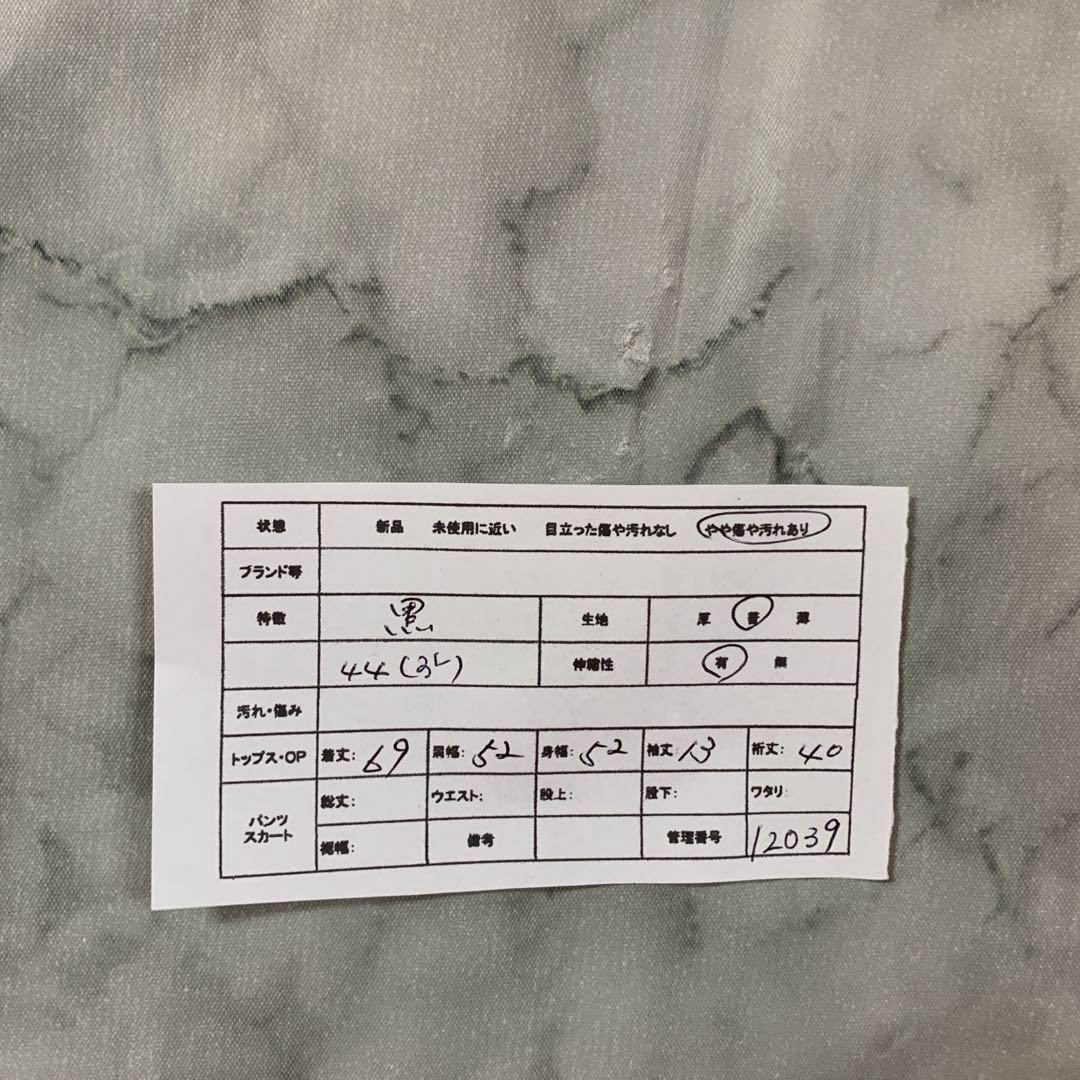 状態 新品 未使用に近い 目立った傷や汚れなし やや傷や汚れあり
ブランド等
特徴 黒 生地 厚 普 薄
44 (3L) 伸縮性 有 無
汚れ・傷み
トップス・OP 着丈: 69 肩幅: 52 身幅: 52 袖丈: 13 裄丈: 40
パンツ スカート 総丈: ウエスト: 股上: 股下: ワタリ:
裾幅: 備考 管理番号 12039